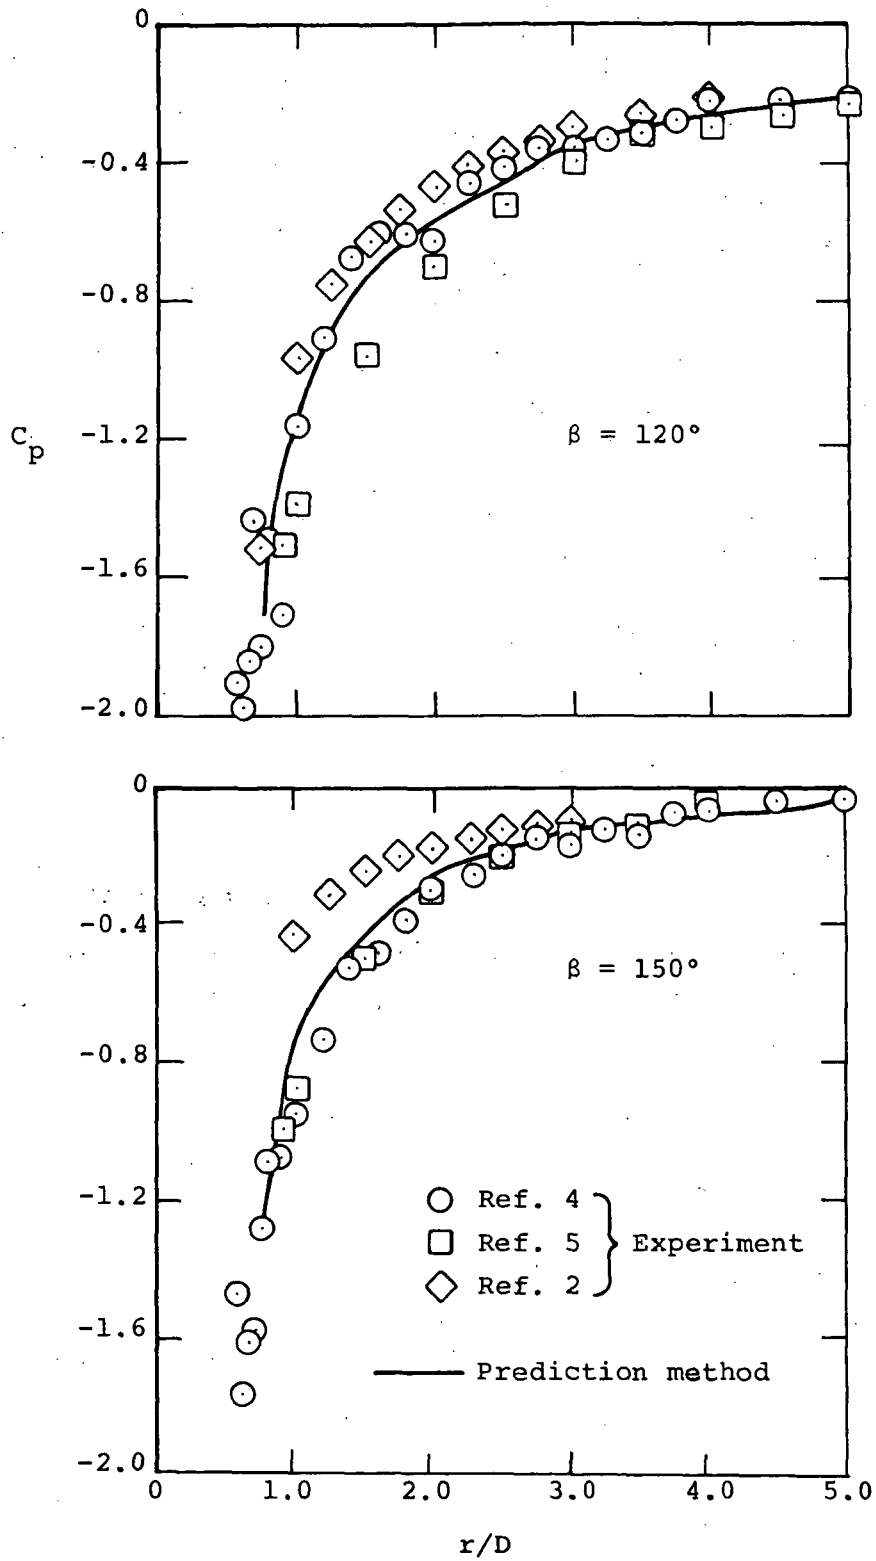 0
-0.4
-0.8
-1.2
-1.6
-2.0
Cp
β = 120°
0
-0.4
-0.8
-1.2
-1.6
-2.0
β = 150°
Ref. 4
Ref. 5
Ref. 2
Experiment
Prediction method
0 1.0 2.0 3.0 4.0 5.0
r/D